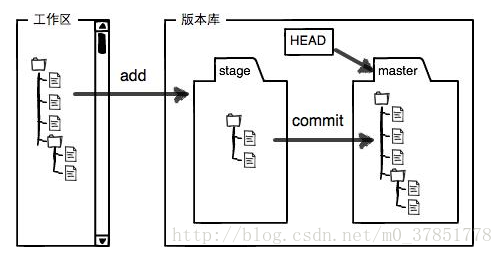 工作区
版本库
HEAD
add
stage
master
commit
http://blog.csdn.net/m0_37851778